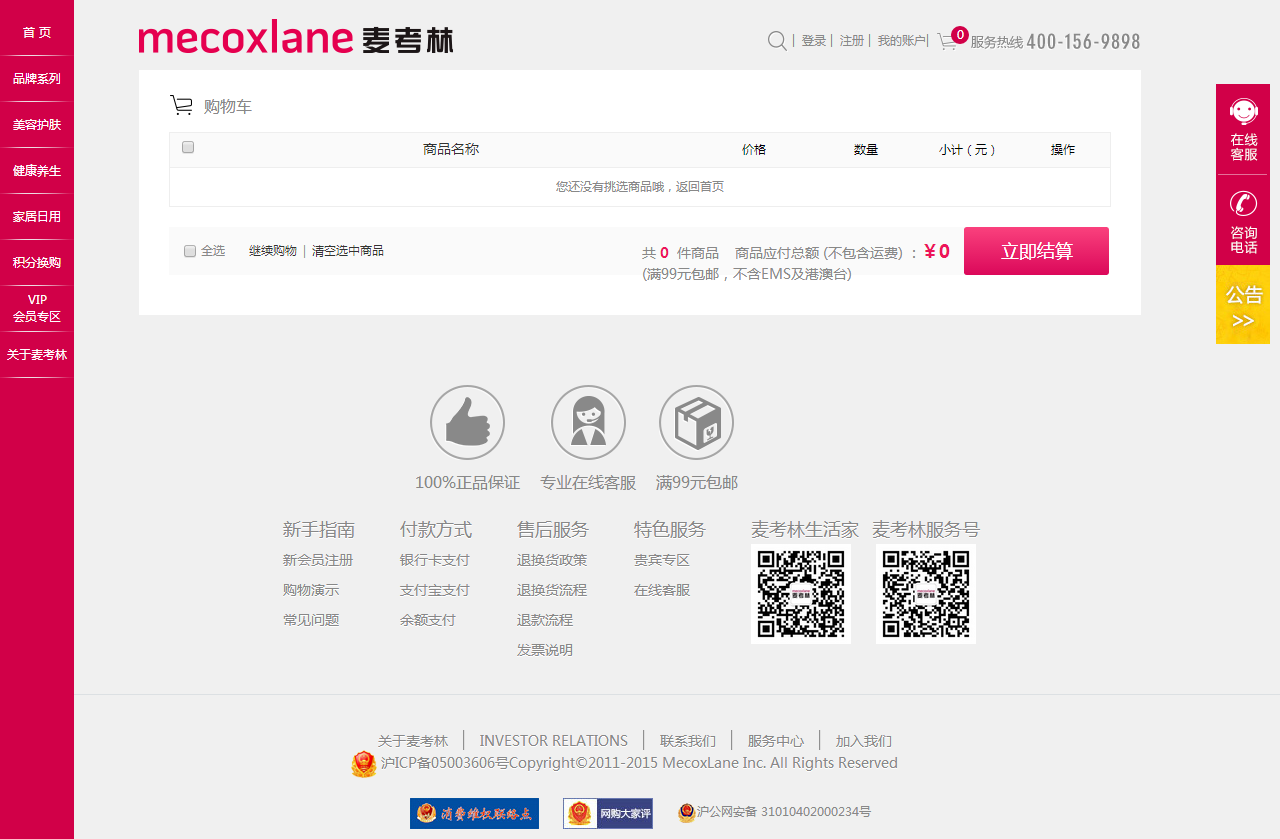 首 页
品牌系列
美容护肤
健康养生
家居日用
积分换购
VIP
会员专区
关于麦考林
mecoxlane 麦考林
| 登录 | 注册 | 我的账户| 0 服务热线 400-156-9898
购物车
商品名称 价格 数量 小计（元） 操作
您还没有挑选商品哦，返回首页
全选 继续购物 | 清空选中商品
共 0 件商品 商品应付总额 (不包含运费) ：¥0
(满99元包邮，不含EMS及港澳台)
立即结算
在线
客服
咨询
电话
公告
>>
100%正品保证 专业在线客服 满99元包邮
新手指南 付款方式 售后服务 特色服务 麦考林生活家 麦考林服务号
新会员注册 银行卡支付 退换货政策 贵宾专区
购物演示 支付宝支付 退换货流程 在线客服
常见问题 余额支付 退款流程
发票说明
麦考林 麦考林
关于麦考林 | INVESTOR RELATIONS | 联系我们 | 服务中心 | 加入我们
沪ICP备05003606号Copyright©2011-2015 MecoxLane Inc. All Rights Reserved
消费维权联络点 网购大家评 沪公网安备 31010402000234号